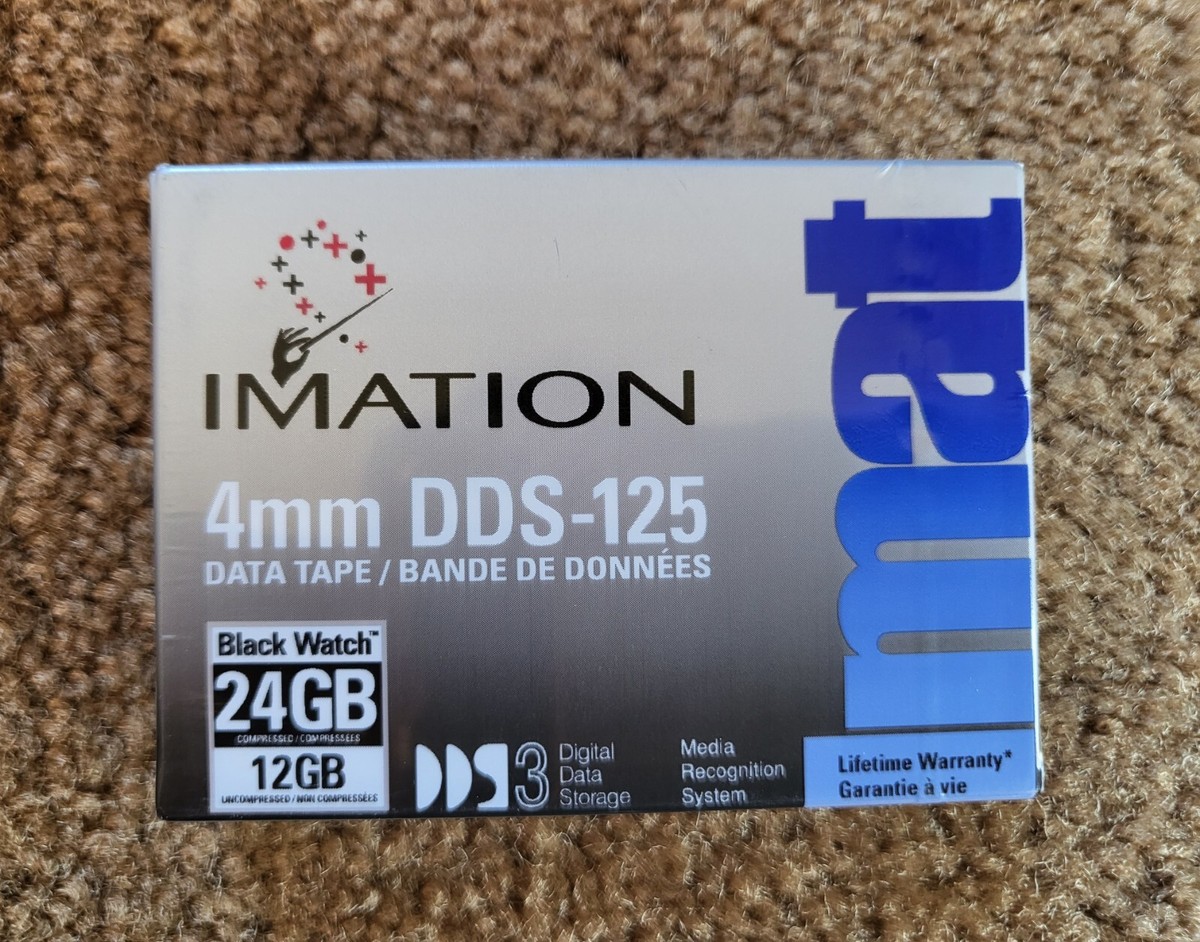 IMATION
4mm DDS-125
DATA TAPE / BANDE DE DONNÉES
Black Watch™
24GB
COMPRESSED / COMPRESSÉES
12GB
UNCOMPRESSED / NON COMPRESSÉES
DDS3
Digital
Data
Storage
Media
Recognition
System
mat
Lifetime Warranty*
Garantie à vie